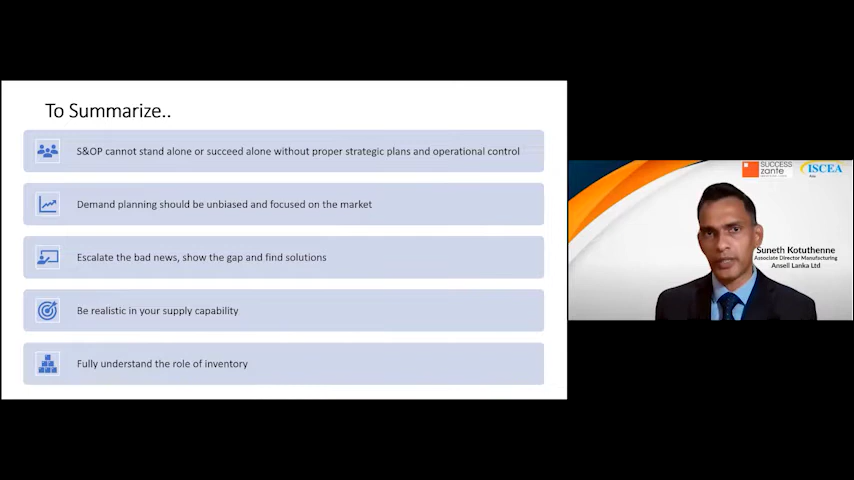 To Summarize..
S&OP cannot stand alone or succeed alone without proper strategic plans and operational control
Demand planning should be unbiased and focused on the market
Escalate the bad news, show the gap and find solutions
Be realistic in your supply capability
Fully understand the role of inventory
SUCCESS
zante
ISCEA
Suneth Kotuthenne
Associate Director Manufacturing
Ansell Lanka Ltd